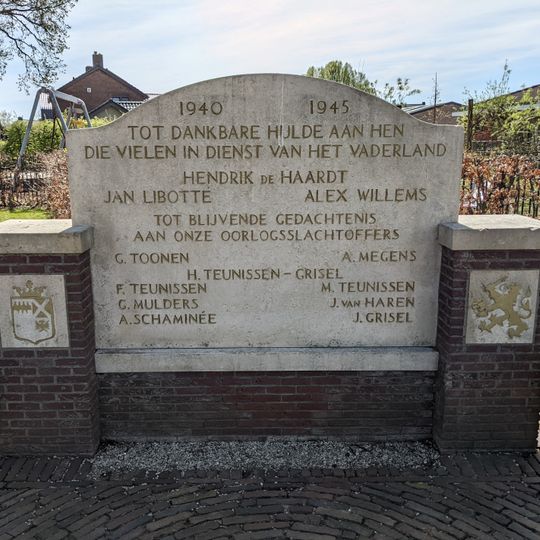 1940 1945
TOT DANKBARE HULDE AAN HEN
DIE VIELEN IN DIENST VAN HET VADERLAND
HENDRIK DE HAARDT
JAN LIBOTTE ALEX WILLEMS
TOT BLIJVENDE GEDACHTENIS
AAN ONZE OORLOGSSLACHTOFFERS
G. TOONEN A. MEGENS
H. TEUNISSEN-GRISEL
F. TEUNISSEN M. TEUNISSEN
G. MULDERS J. VAN HAREN
A. SCHAMINÉE J. GRISEL